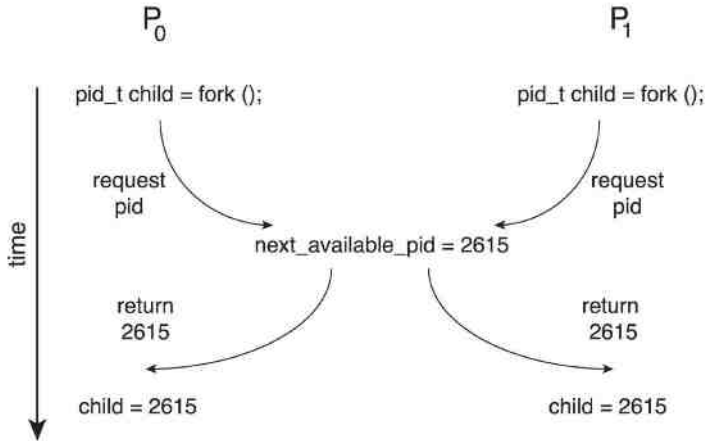 P0
P1
pid_t child = fork ();
pid_t child = fork ();
request
pid
request
pid
time
next_available_pid = 2615
return
2615
return
2615
child = 2615
child = 2615